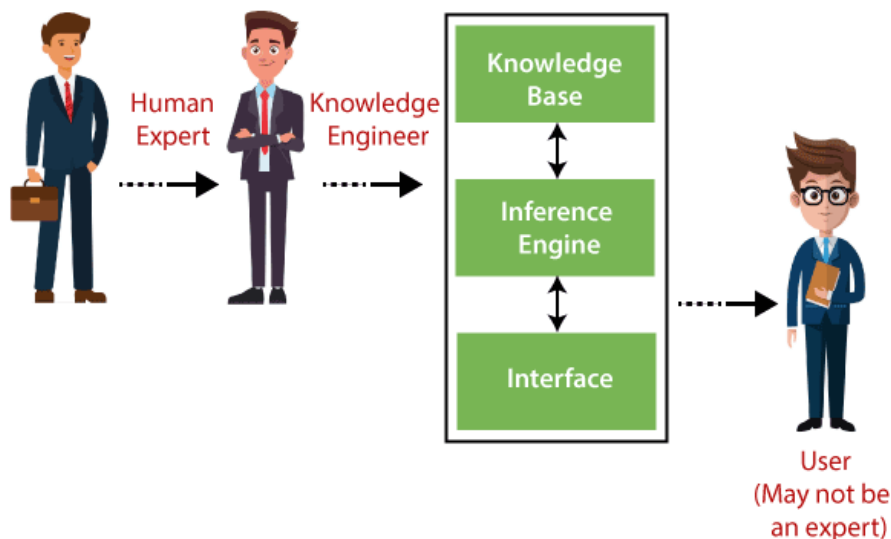 Human
Expert
Knowledge
Engineer
Knowledge
Base
Inference
Engine
Interface
User
(May not be
an expert)